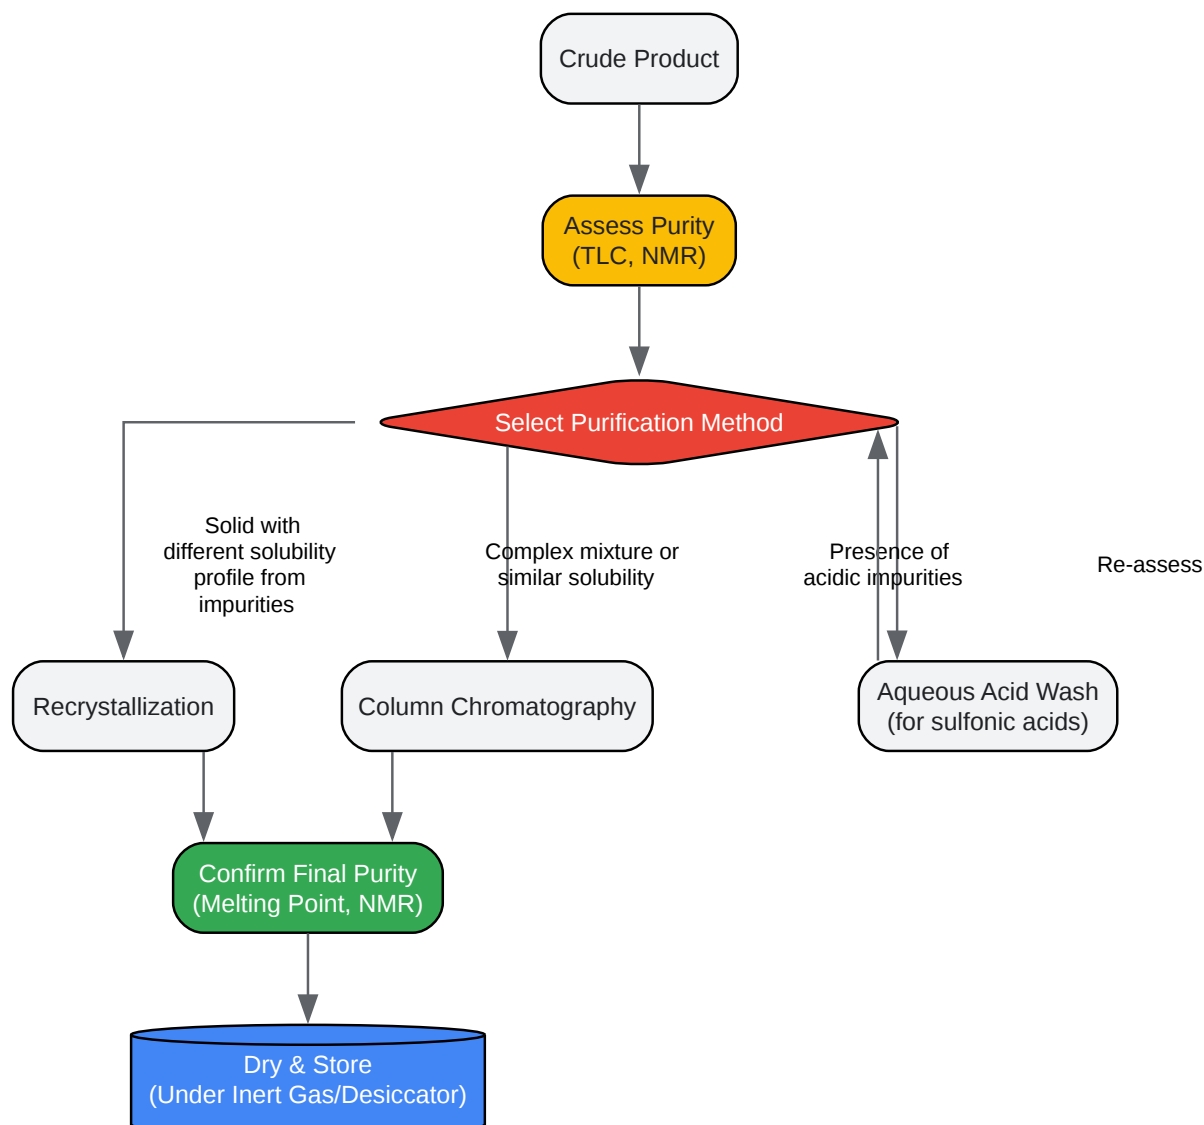 Crude Product
Assess Purity
(TLC, NMR)
Select Purification Method
Solid with
different solubility
profile from
impurities
Complex mixture or
similar solubility
Presence of
acidic impurities
Re-assess
Recrystallization
Column Chromatography
Aqueous Acid Wash
(for sulfonic acids)
Confirm Final Purity
(Melting Point, NMR)
Dry & Store
(Under Inert Gas/Desiccator)